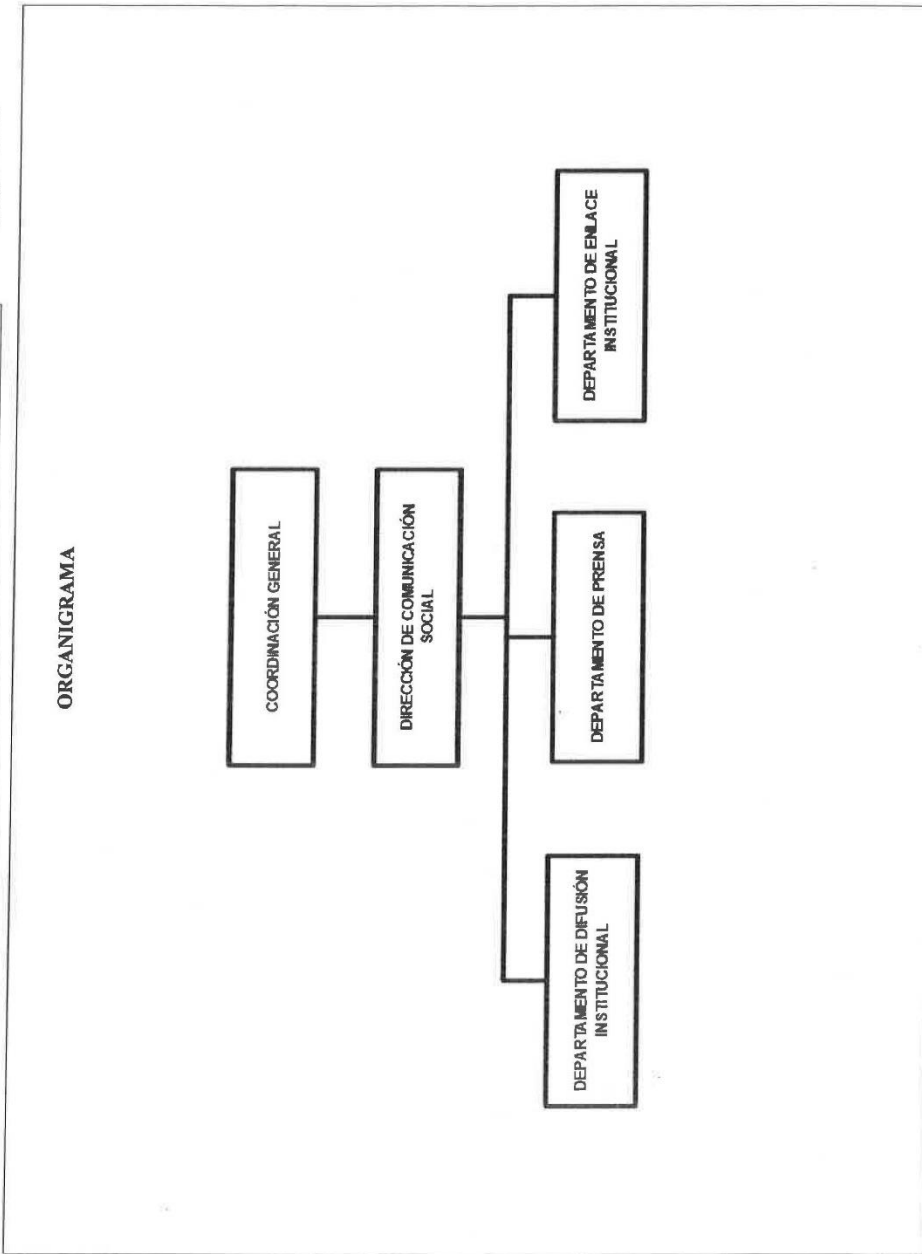 ORGANIGRAMA
COORDINACIÓN GENERAL
DIRECCIÓN DE COMUNICACIÓN
SOCIAL
DEPARTAMENTO DE DIFUSIÓN
INSTITUCIONAL
DEPARTAMENTO DE PRENSA
DEPARTAMENTO DE ENLACE
INSTITUCIONAL